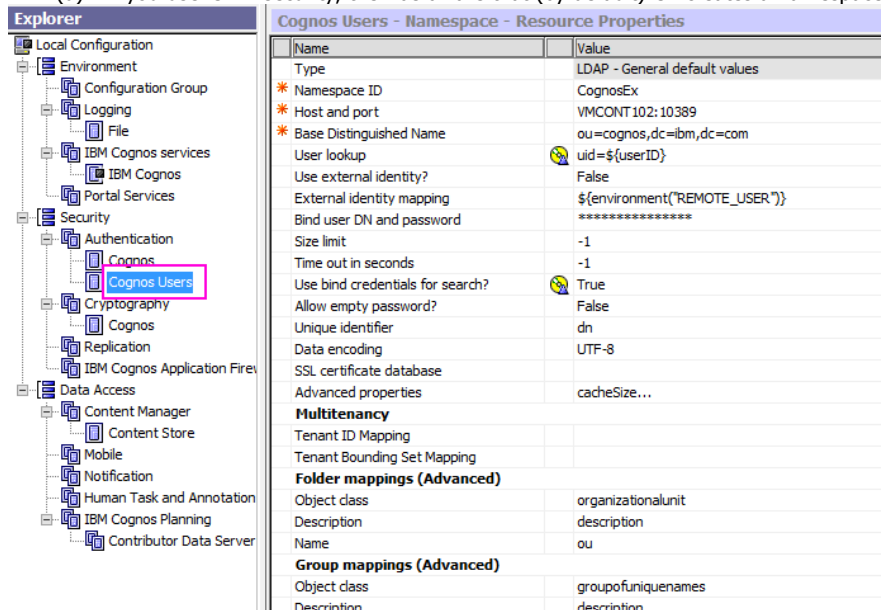 Explorer
Local Configuration
Environment
Configuration Group
Logging
File
IBM Cognos services
IBM Cognos
Portal Services
Security
Authentication
Cognos
Cognos Users
Cryptography
Cognos
Replication
IBM Cognos Application Firew
Data Access
Content Manager
Content Store
Mobile
Notification
Human Task and Annotation
IBM Cognos Planning
Contributor Data Server
Cognos Users - Namespace - Resource Properties
Name Value
Type LDAP - General default values
* Namespace ID CognosEx
* Host and port VMCONT102:10389
* Base Distinguished Name ou=cognos,dc=ibm,dc=com
User lookup uid=${userID}
Use external identity? False
External identity mapping ${environment("REMOTE_USER")}
Bind user DN and password ***************
Size limit -1
Time out in seconds -1
Use bind credentials for search? True
Allow empty password? False
Unique identifier dn
Data encoding UTF-8
SSL certificate database
Advanced properties cacheSize...
Multitenancy
Tenant ID Mapping
Tenant Bounding Set Mapping
Folder mappings (Advanced)
Object class organizationalunit
Description description
Name ou
Group mappings (Advanced)
Object class groupofuniquenames
Description description